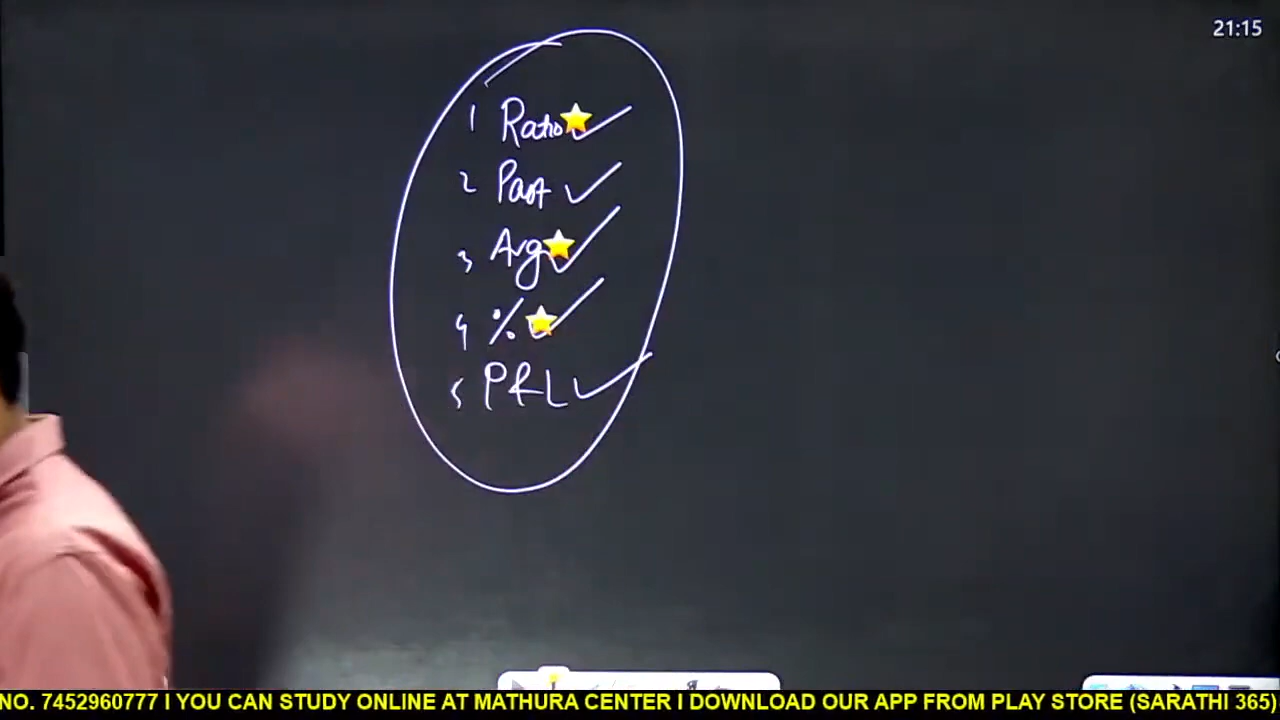 21:15
1 Ratio
2 Part
3 Avg
4 %
5 P&L
NO. 7452960777 I YOU CAN STUDY ONLINE AT MATHURA CENTER I DOWNLOAD OUR APP FROM PLAY STORE (SARATHI 365)